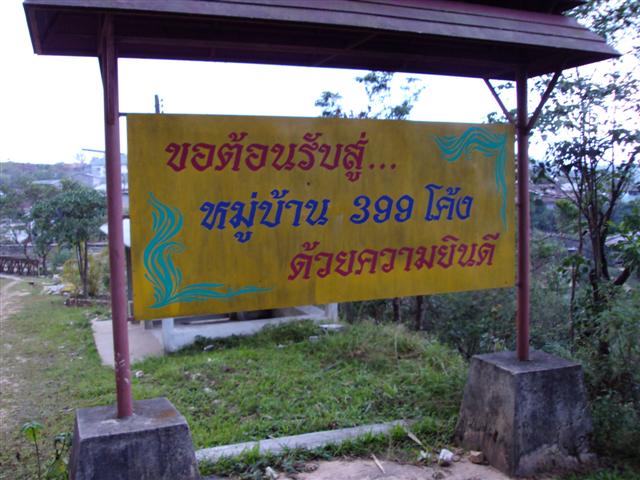 ขอต้อนรับสู่...
หมู่บ้าน 399 โค้ง
ด้วยความยินดี